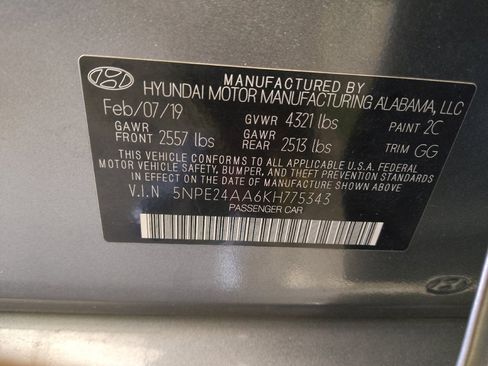 MANUFACTURED BY
HYUNDAI MOTOR MANUFACTURING ALABAMA, LLC
Feb/07/19 GVWR 4321 lbs PAINT 2C
GAWR FRONT 2557 lbs GAWR REAR 2513 lbs TRIM GG
THIS VEHICLE CONFORMS TO ALL APPLICABLE U.S.A. FEDERAL
MOTOR VEHICLE SAFETY, BUMPER, AND THEFT PREVENTION STANDARDS
IN EFFECT ON THE DATE OF MANUFACTURE SHOWN ABOVE.
V.I.N 5NPE24AA6KH775343
PASSENGER CAR